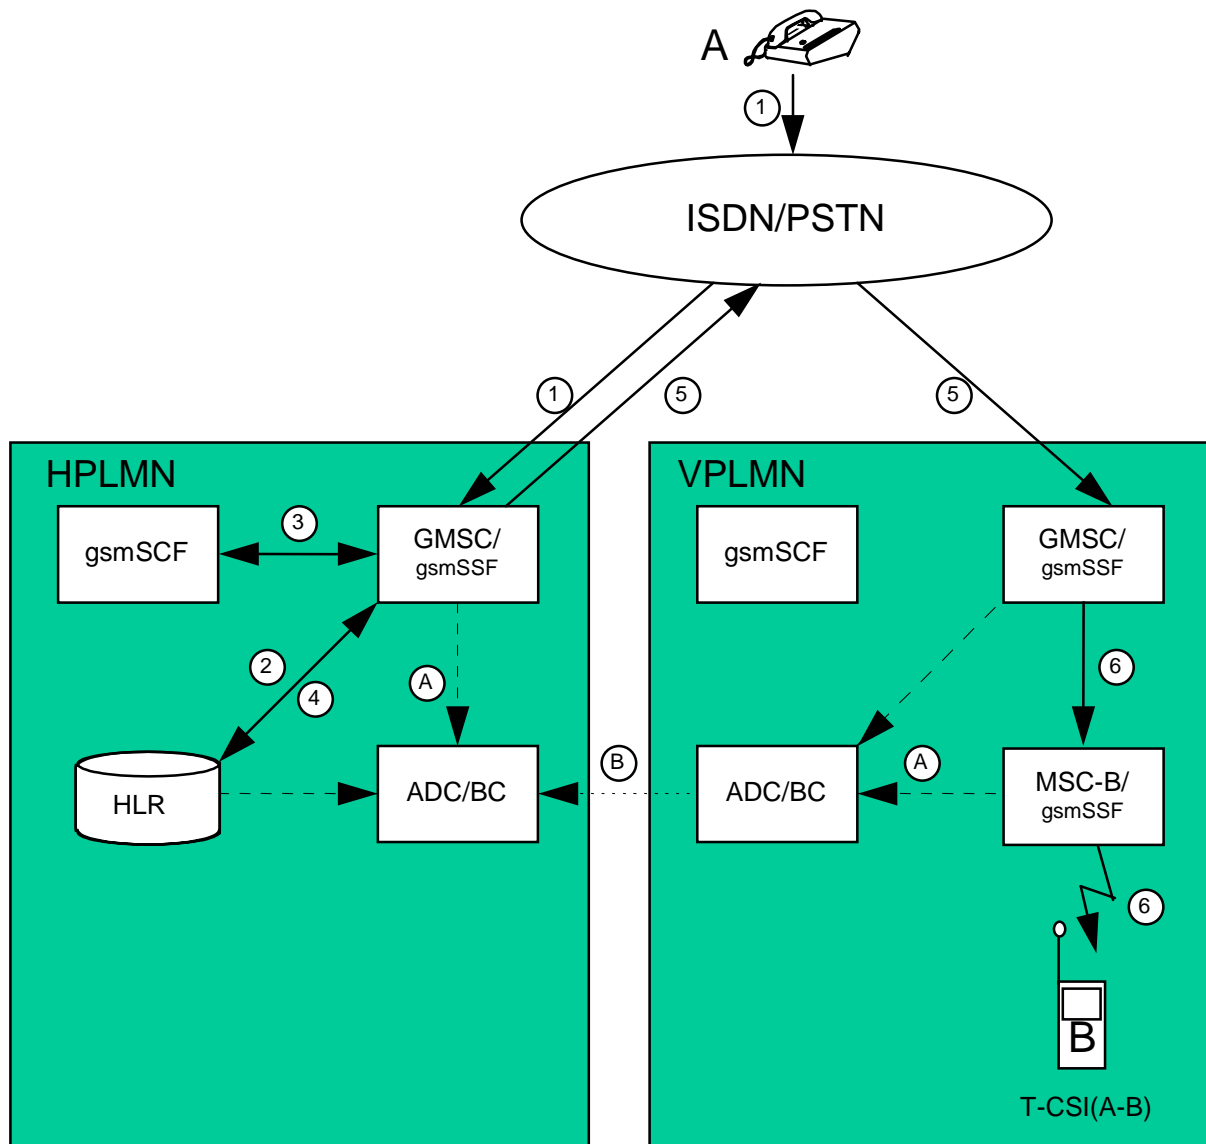 A
1
ISDN/PSTN
1
5
5
HPLMN
VPLMN
gsmSCF
3
GMSC/
gsmSSF
gsmSCF
GMSC/
gsmSSF
2
4
A
6
HLR
ADC/BC
B
ADC/BC
A
MSC-B/
gsmSSF
6
B
T-CSI(A-B)